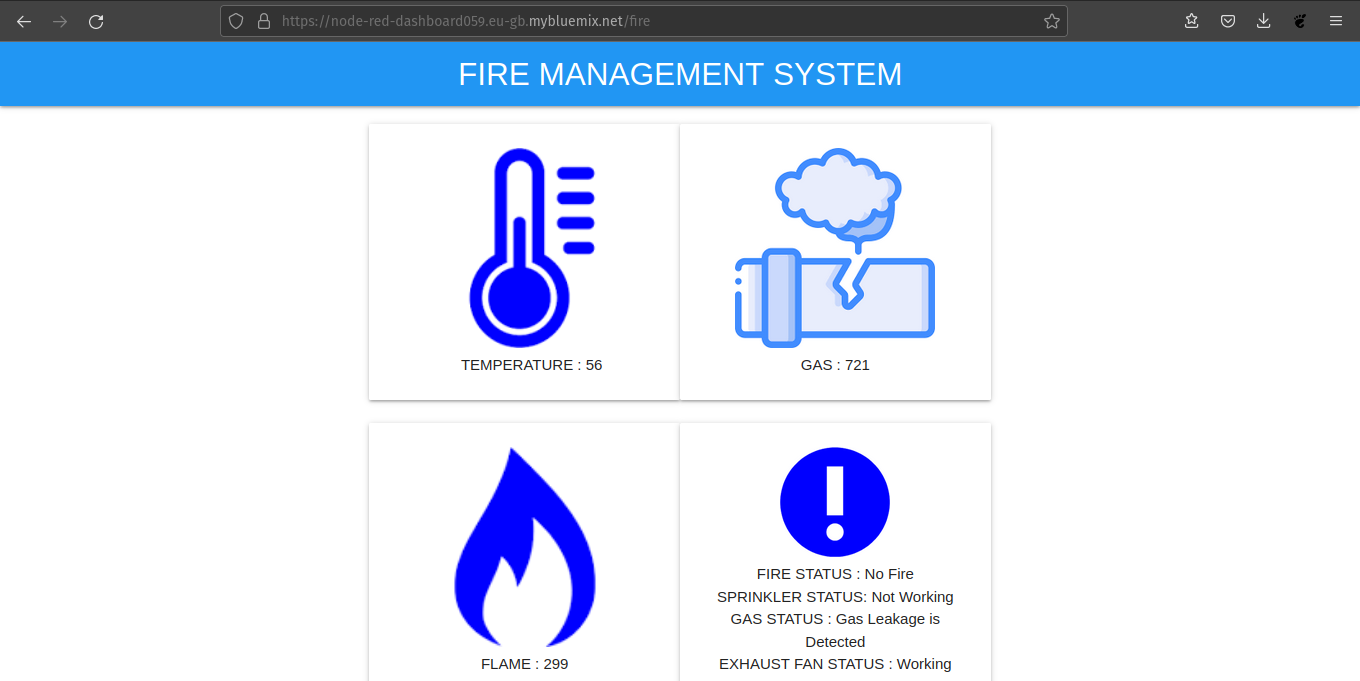 https://node-red-dashboard059.eu-gb.mybluemix.net/fire
FIRE MANAGEMENT SYSTEM
TEMPERATURE : 56
GAS : 721
FLAME : 299
FIRE STATUS : No Fire
SPRINKLER STATUS: Not Working
GAS STATUS : Gas Leakage is
Detected
EXHAUST FAN STATUS : Working